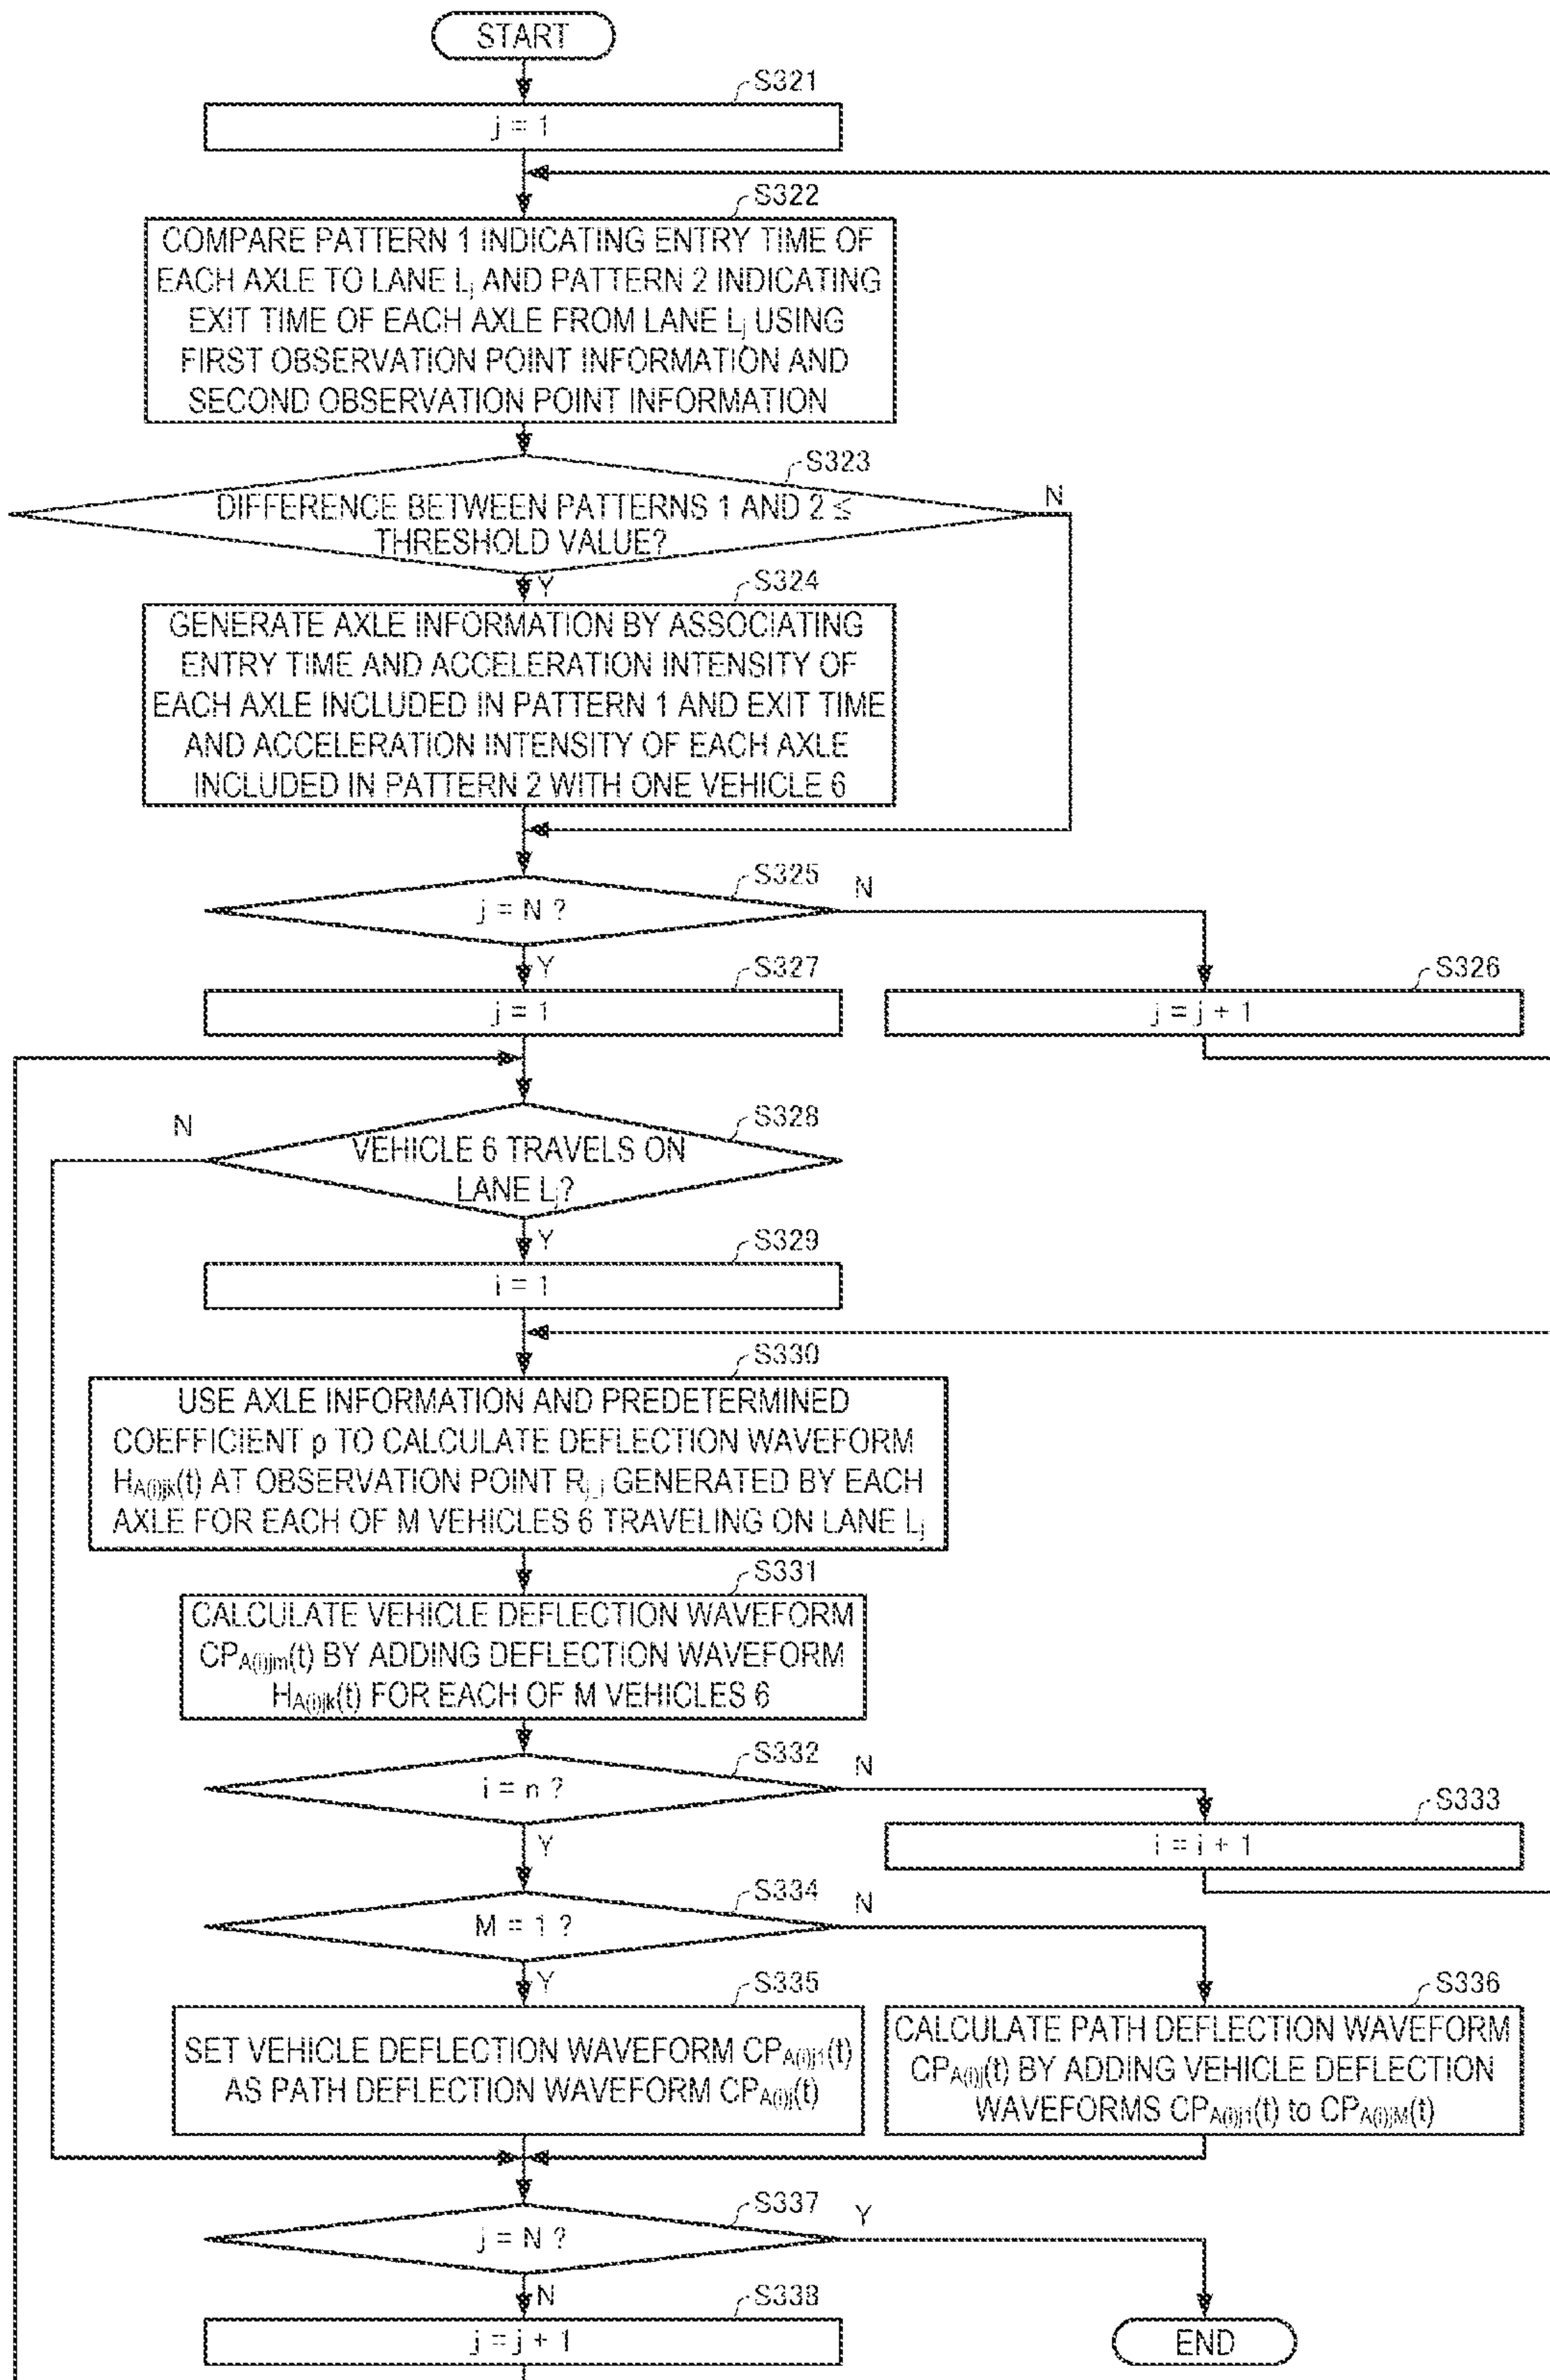 START
S321
j = 1
S322
COMPARE PATTERN 1 INDICATING ENTRY TIME OF
EACH AXLE TO LANE Lj AND PATTERN 2 INDICATING
EXIT TIME OF EACH AXLE FROM LANE Lj USING
FIRST OBSERVATION POINT INFORMATION AND
SECOND OBSERVATION POINT INFORMATION
S323
DIFFERENCE BETWEEN PATTERNS 1 AND 2 ≤
THRESHOLD VALUE?
N
Y
S324
GENERATE AXLE INFORMATION BY ASSOCIATING
ENTRY TIME AND ACCELERATION INTENSITY OF
EACH AXLE INCLUDED IN PATTERN 1 AND EXIT TIME
AND ACCELERATION INTENSITY OF EACH AXLE
INCLUDED IN PATTERN 2 WITH ONE VEHICLE 6
S325
j = N ?
N
Y
S327
j = 1
S326
j = j + 1
S328
N
VEHICLE 6 TRAVELS ON
LANE Lj?
Y
S329
i = 1
S330
USE AXLE INFORMATION AND PREDETERMINED
COEFFICIENT p TO CALCULATE DEFLECTION WAVEFORM
HA(i)jk(t) AT OBSERVATION POINT Rj_i GENERATED BY EACH
AXLE FOR EACH OF M VEHICLES 6 TRAVELING ON LANE Lj
S331
CALCULATE VEHICLE DEFLECTION WAVEFORM
CPA(i)jm(t) BY ADDING DEFLECTION WAVEFORM
HA(i)jk(t) FOR EACH OF M VEHICLES 6
S332
i = n ?
N
Y
S333
i = i + 1
S334
M = 1 ?
N
Y
S335
SET VEHICLE DEFLECTION WAVEFORM CPA(i)j1(t)
AS PATH DEFLECTION WAVEFORM CPA(i)j(t)
S336
CALCULATE PATH DEFLECTION WAVEFORM
CPA(i)j(t) BY ADDING VEHICLE DEFLECTION
WAVEFORMS CPA(i)j1(t) to CPA(i)jM(t)
S337
j = N ?
Y
N
S338
j = j + 1
END